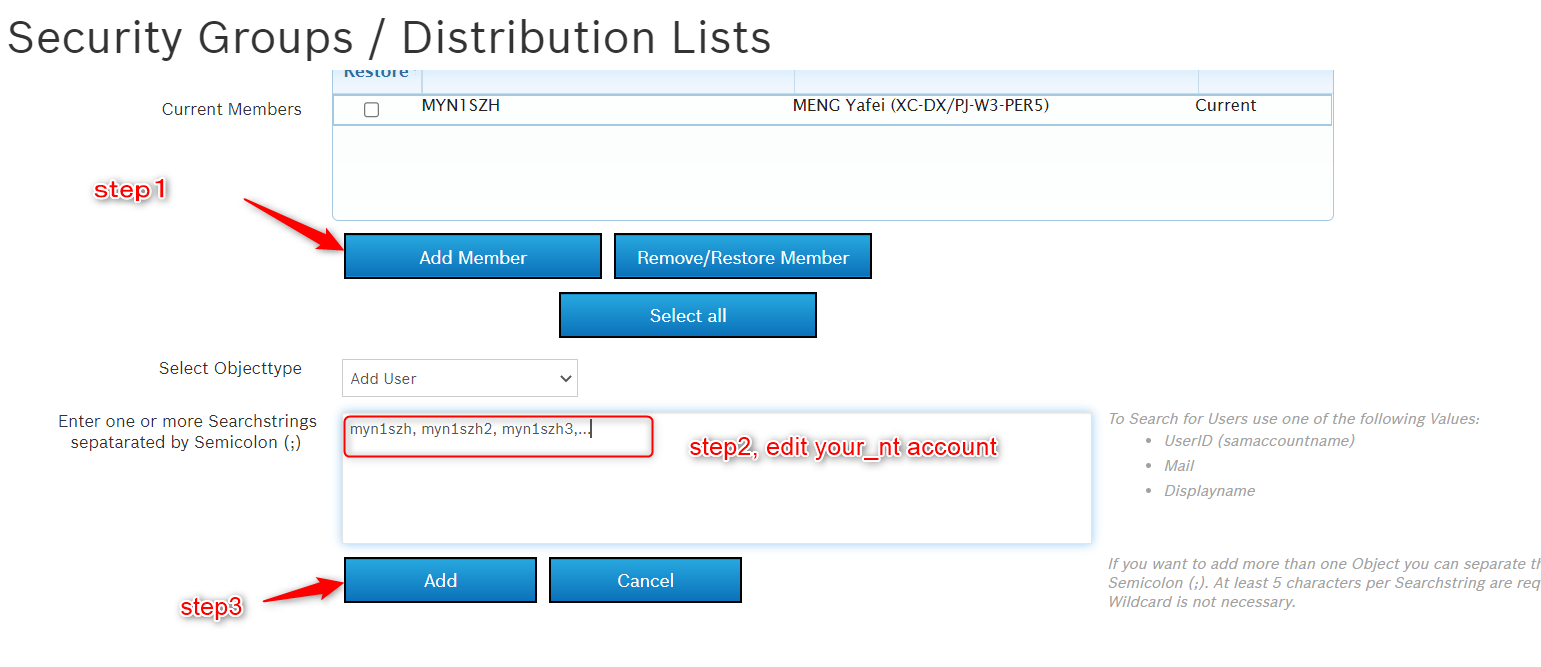 Security Groups / Distribution Lists
Restore
Current Members
MYN1SZH MENG Yafei (XC-DX/PJ-W3-PER5) Current
step1
Add Member Remove/Restore Member
Select all
Select Objecttype Add User
Enter one or more Searchstrings
sepatarated by Semicolon (;)
myn1szh, myn1szh2, myn1szh3,...
step2, edit your_nt account
To Search for Users use one of the following Values:
• UserID (samaccountname)
• Mail
• Displayname
Add Cancel
step3
If you want to add more than one Object you can separate
Semicolon (;). At least 5 characters per Searchstring are
Wildcard is not necessary.